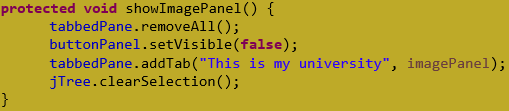 protected void showImagePanel() {
tabbedPane.removeAll();
buttonPanel.setVisible(false);
tabbedPane.addTab("This is my university", imagePanel);
jTree.clearSelection();
}